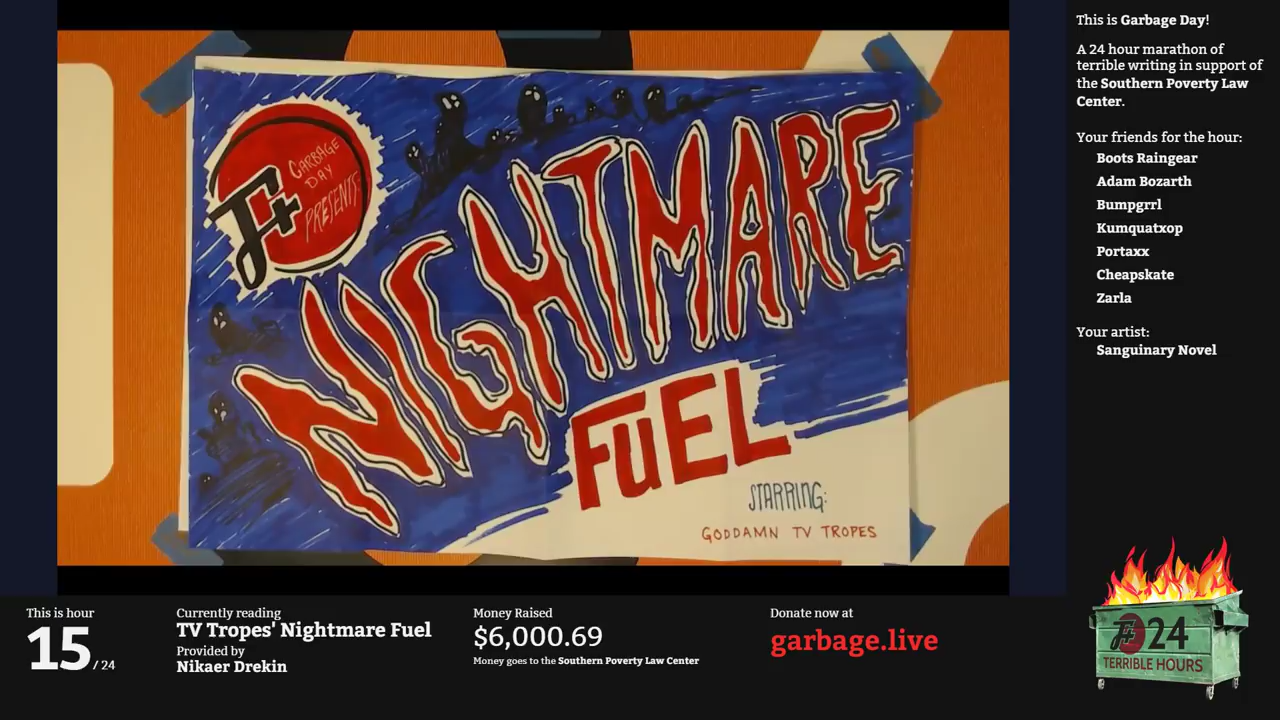 GARBAGE
DAY
PRESENTS:
F+
NIGHTMARE
FUEL
STARRING:
GODDAMN TV TROPES
This is Garbage Day!
A 24 hour marathon of
terrible writing in support of
the Southern Poverty Law
Center.
Your friends for the hour:
Boots Raingear
Adam Bozarth
Bumpgrrl
Kumquatxop
Portaxx
Cheapskate
Zarla
Your artist:
Sanguinary Novel
This is hour
15 / 24
Currently reading
TV Tropes' Nightmare Fuel
Provided by
Nikaer Drekin
Money Raised
$6,000.69
Money goes to the Southern Poverty Law Center
Donate now at
garbage.live
F+ 24
TERRIBLE HOURS